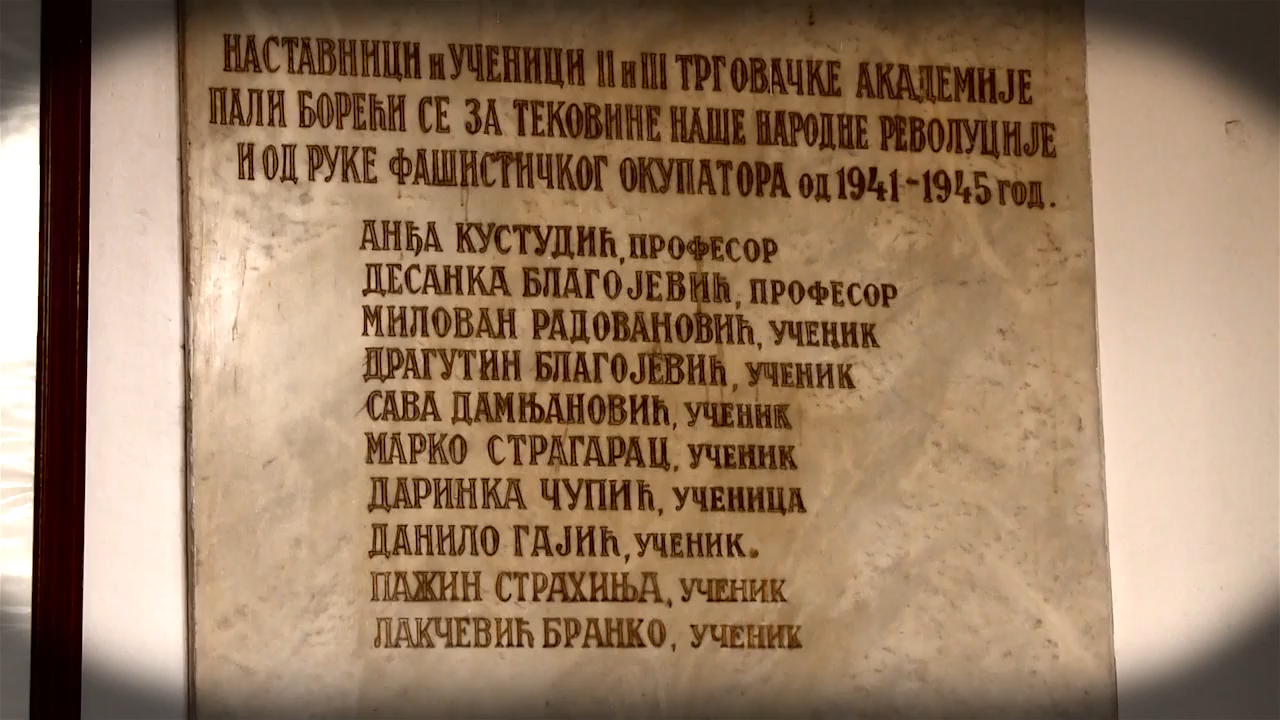 НАСТАВНИЦИ и УЧЕНИЦИ II и III ТРГОВАЧКЕ АКАДЕМИЈЕ
ПАЛИ БОРЕЋИ СЕ ЗА ТЕКОВИНЕ НАШЕ НАРОДНЕ РЕВОЛУЦИЈЕ
И ОД РУКЕ ФАШИСТИЧКОГ ОКУПАТОРА од 1941-1945 год.
АНЂА КУСТУДИЋ, ПРОФЕСОР
ДЕСАНКА БЛАГОЈЕВИЋ, ПРОФЕСОР
МИЛОВАН РАДОВАНОВИЋ, УЧЕНИК
ДРАГУТИН БЛАГОЈЕВИЋ, УЧЕНИК
САВА ДАМЊАНОВИЋ, УЧЕНИК
МАРКО СТРАГАРАЦ, УЧЕНИК
ДАРИНКА ЧУПИЋ, УЧЕНИЦА
ДАНИЛО ГАЈИЋ, УЧЕНИК.
ПАЖИН СТРАХИЊА, УЧЕНИК
ЛАКЧЕВИЋ БРАНКО, УЧЕНИК